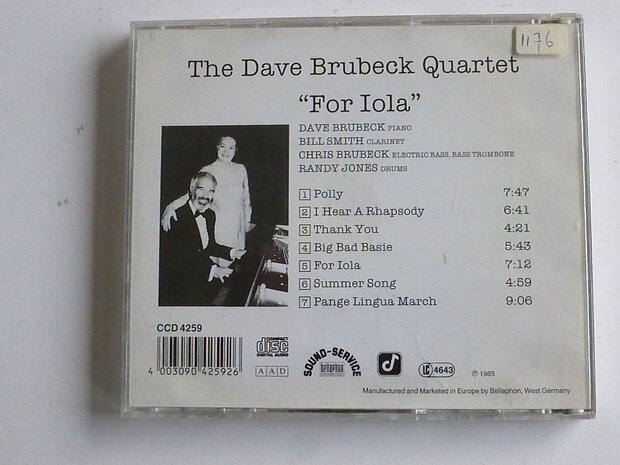 1176
The Dave Brubeck Quartet
“For Iola”
DAVE BRUBECK PIANO
BILL SMITH CLARINET
CHRIS BRUBECK ELECTRIC BASS, BASS TROMBONE
RANDY JONES DRUMS
1 Polly 7:47
2 I Hear A Rhapsody 6:41
3 Thank You 4:21
4 Big Bad Basie 5:43
5 For Iola 7:12
6 Summer Song 4:59
7 Pange Lingua March 9:06
CCD 4259
4 003090 425926
COMPACT disc DIGITAL AUDIO
AAD
SOUND-SERVICE
bellaphon
LC 4643
℗ 1985
Manufactured and Marketed in Europe by Bellaphon, West Germany